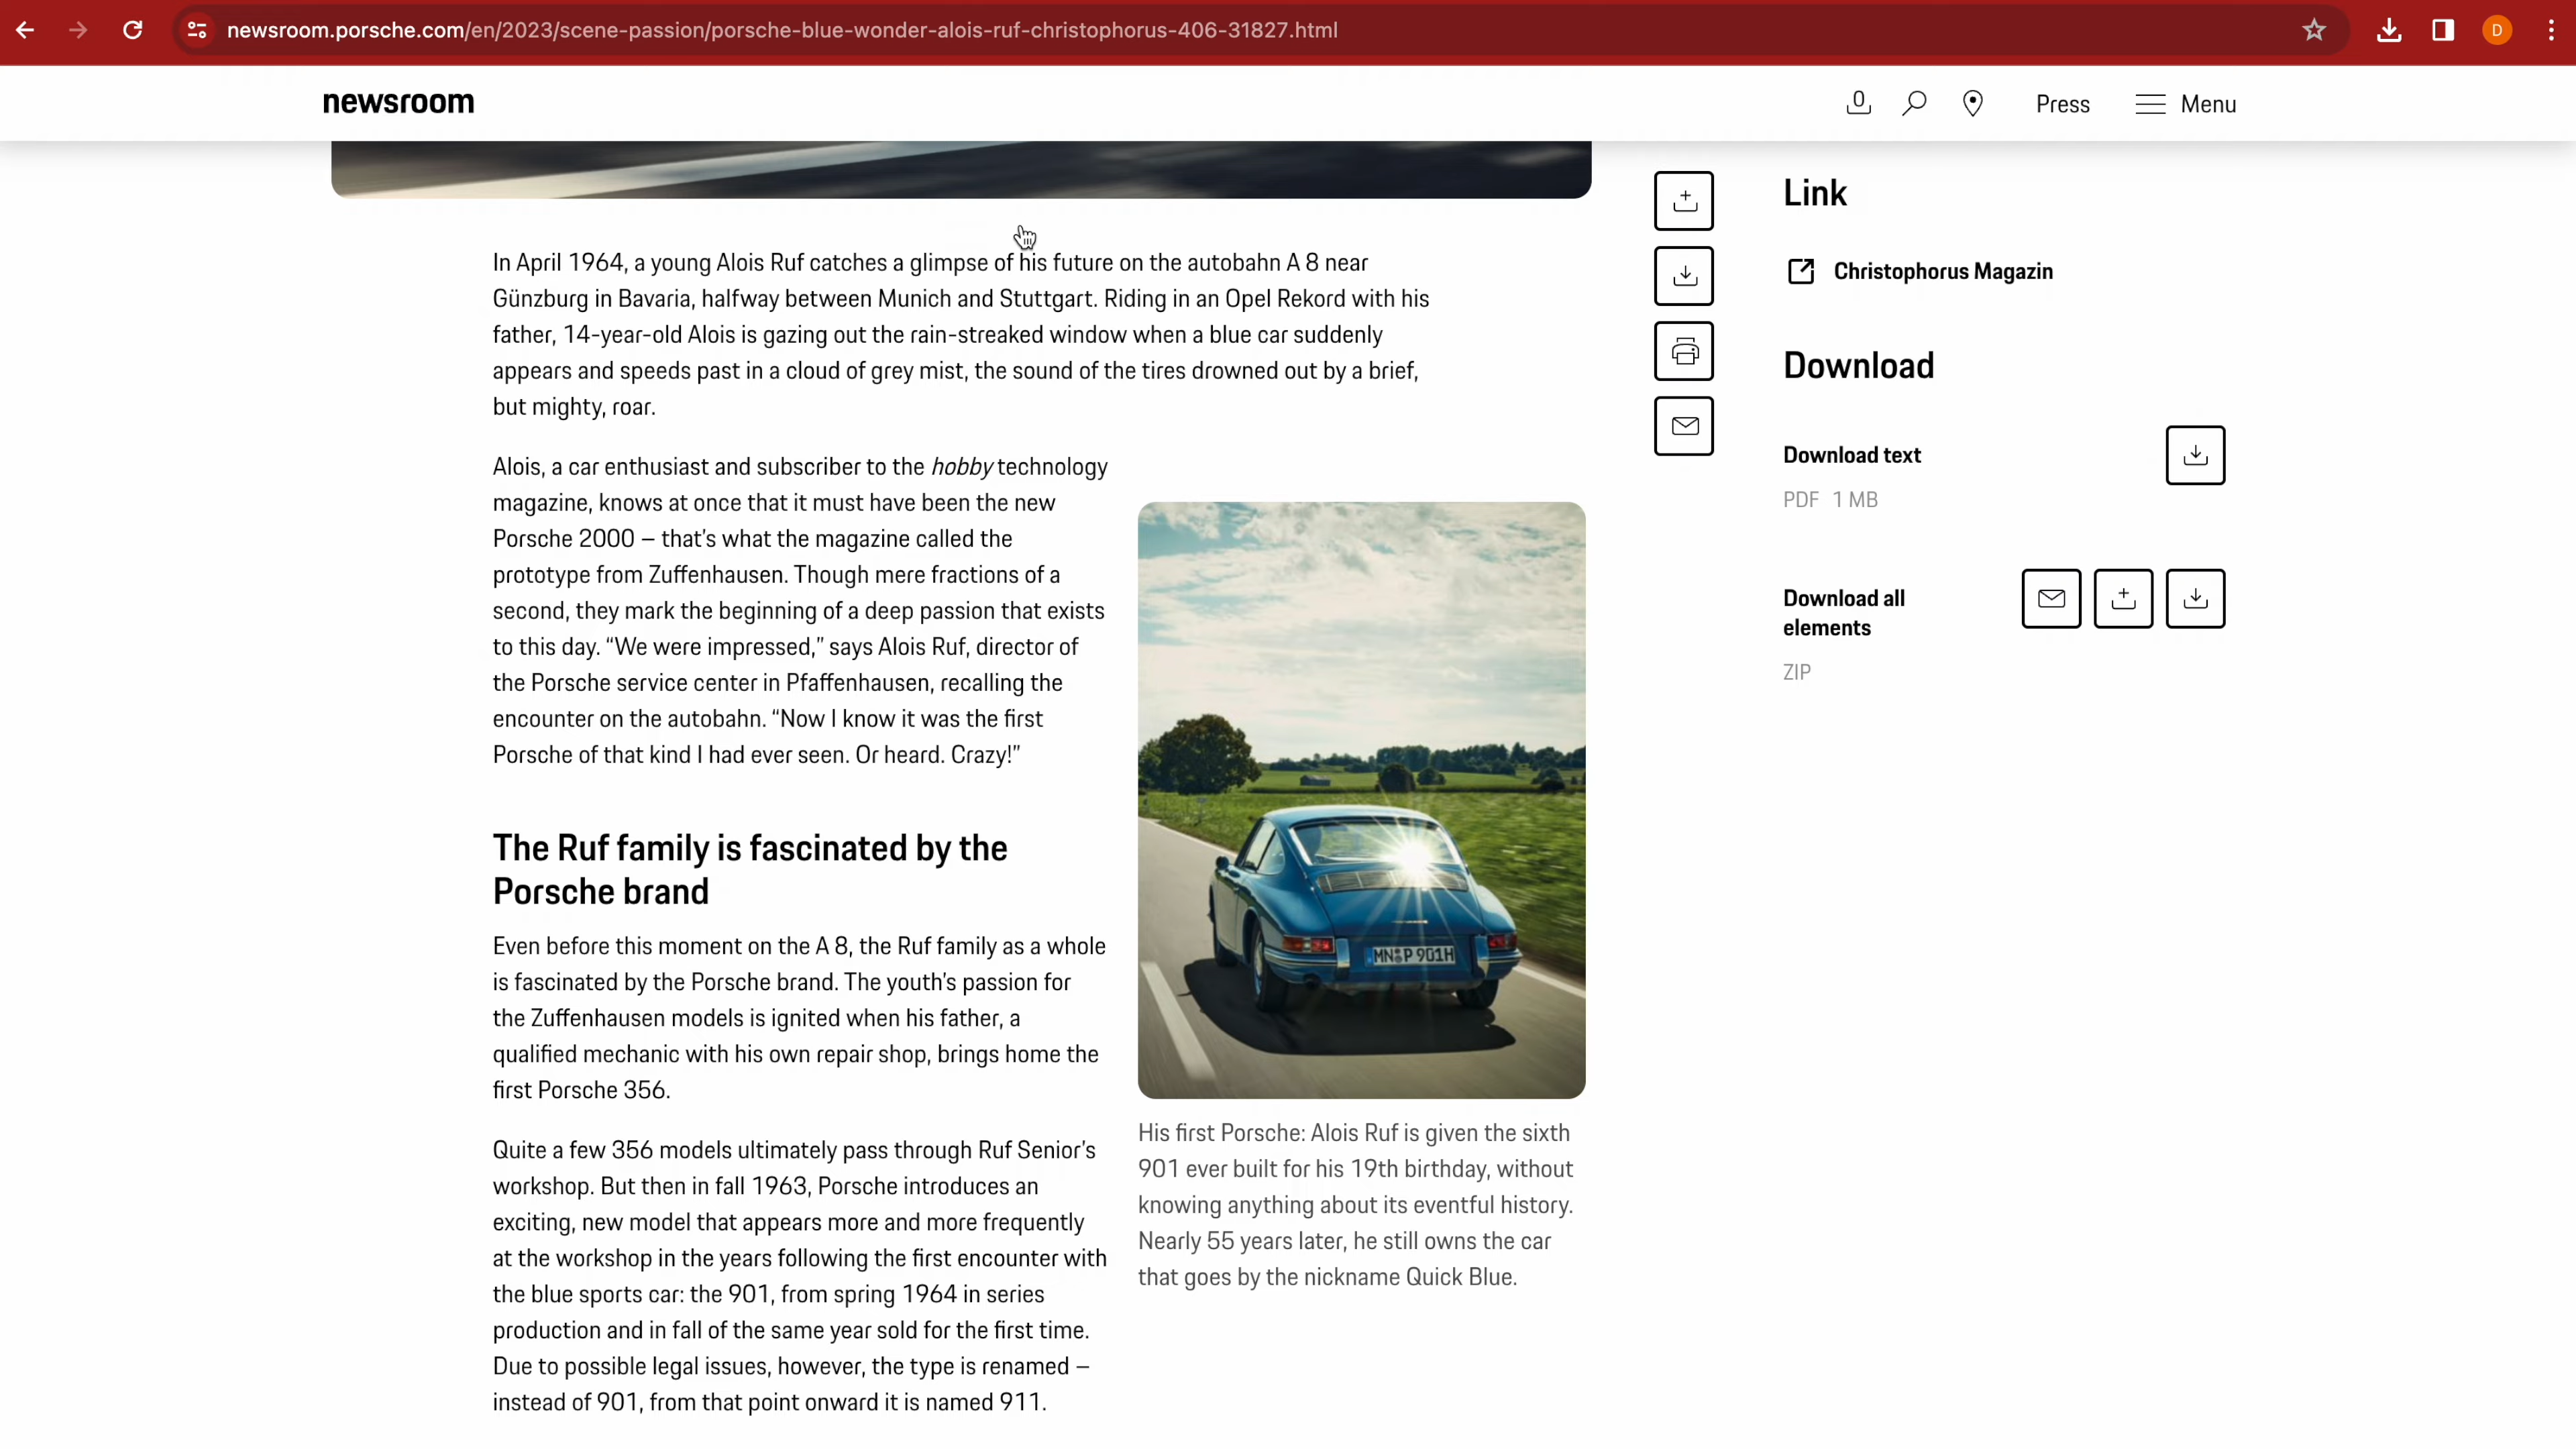 newsroom.porsche.com/en/2023/scene-passion/porsche-blue-wonder-alois-ruf-christophorus-406-31827.html
D
newsroom
0
Press
Menu
In April 1964, a young Alois Ruf catches a glimpse of his future on the autobahn A 8 near
Günzburg in Bavaria, halfway between Munich and Stuttgart. Riding in an Opel Rekord with his
father, 14-year-old Alois is gazing out the rain-streaked window when a blue car suddenly
appears and speeds past in a cloud of grey mist, the sound of the tires drowned out by a brief,
but mighty, roar.
Alois, a car enthusiast and subscriber to the hobby technology
magazine, knows at once that it must have been the new
Porsche 2000 – that's what the magazine called the
prototype from Zuffenhausen. Though mere fractions of a
second, they mark the beginning of a deep passion that exists
to this day. “We were impressed,” says Alois Ruf, director of
the Porsche service center in Pfaffenhausen, recalling the
encounter on the autobahn. “Now I know it was the first
Porsche of that kind I had ever seen. Or heard. Crazy!”
The Ruf family is fascinated by the
Porsche brand
Even before this moment on the A 8, the Ruf family as a whole
is fascinated by the Porsche brand. The youth's passion for
the Zuffenhausen models is ignited when his father, a
qualified mechanic with his own repair shop, brings home the
first Porsche 356.
Quite a few 356 models ultimately pass through Ruf Senior's
workshop. But then in fall 1963, Porsche introduces an
exciting, new model that appears more and more frequently
at the workshop in the years following the first encounter with
the blue sports car: the 901, from spring 1964 in series
production and in fall of the same year sold for the first time.
Due to possible legal issues, however, the type is renamed –
instead of 901, from that point onward it is named 911.
MN P 901H
His first Porsche: Alois Ruf is given the sixth
901 ever built for his 19th birthday, without
knowing anything about its eventful history.
Nearly 55 years later, he still owns the car
that goes by the nickname Quick Blue.
Link
Christophorus Magazin
Download
Download text
PDF 1 MB
Download all
elements
ZIP